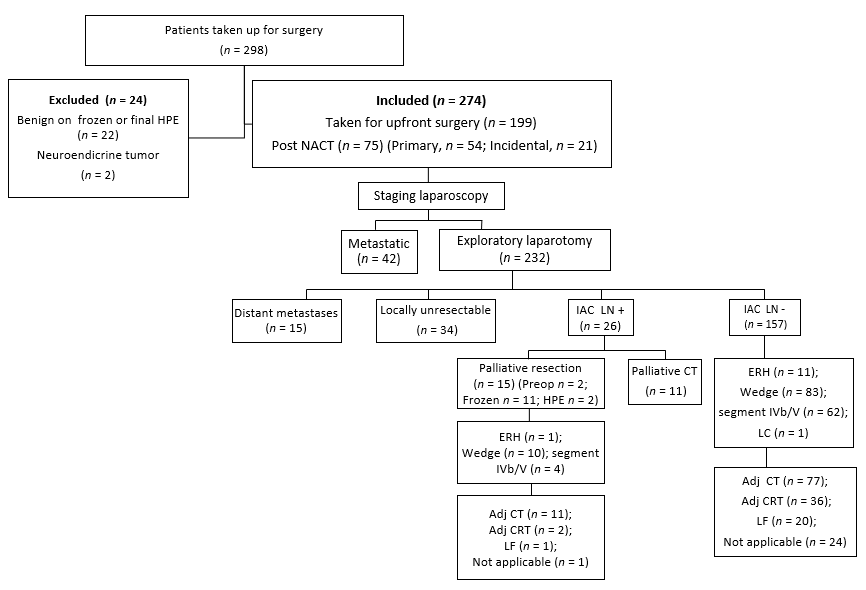 Patients taken up for surgery
(n = 298)
Excluded (n = 24)
Benign on frozen or final HPE
(n = 22)
Neuroendicrine tumor
(n = 2)
Included (n = 274)
Taken for upfront surgery (n = 199)
Post NACT (n = 75) (Primary, n = 54; Incidental, n = 21)
Staging laparoscopy
Metastatic
(n = 42)
Exploratory laparotomy
(n = 232)
Distant metastases
(n = 15)
Locally unresectable
(n = 34)
IAC LN +
(n = 26)
IAC LN -
(n = 157)
Palliative resection
(n = 15) (Preop n = 2;
Frozen n = 11; HPE n = 2)
Palliative CT
(n = 11)
ERH (n = 11);
Wedge (n = 83);
segment IVb/V (n = 62);
LC (n = 1)
ERH (n = 1);
Wedge (n = 10); segment
IVb/V (n = 4)
Adj CT (n = 77);
Adj CRT (n = 36);
LF (n = 20);
Not applicable (n = 24)
Adj CT (n = 11);
Adj CRT (n = 2);
LF (n = 1);
Not applicable (n = 1)